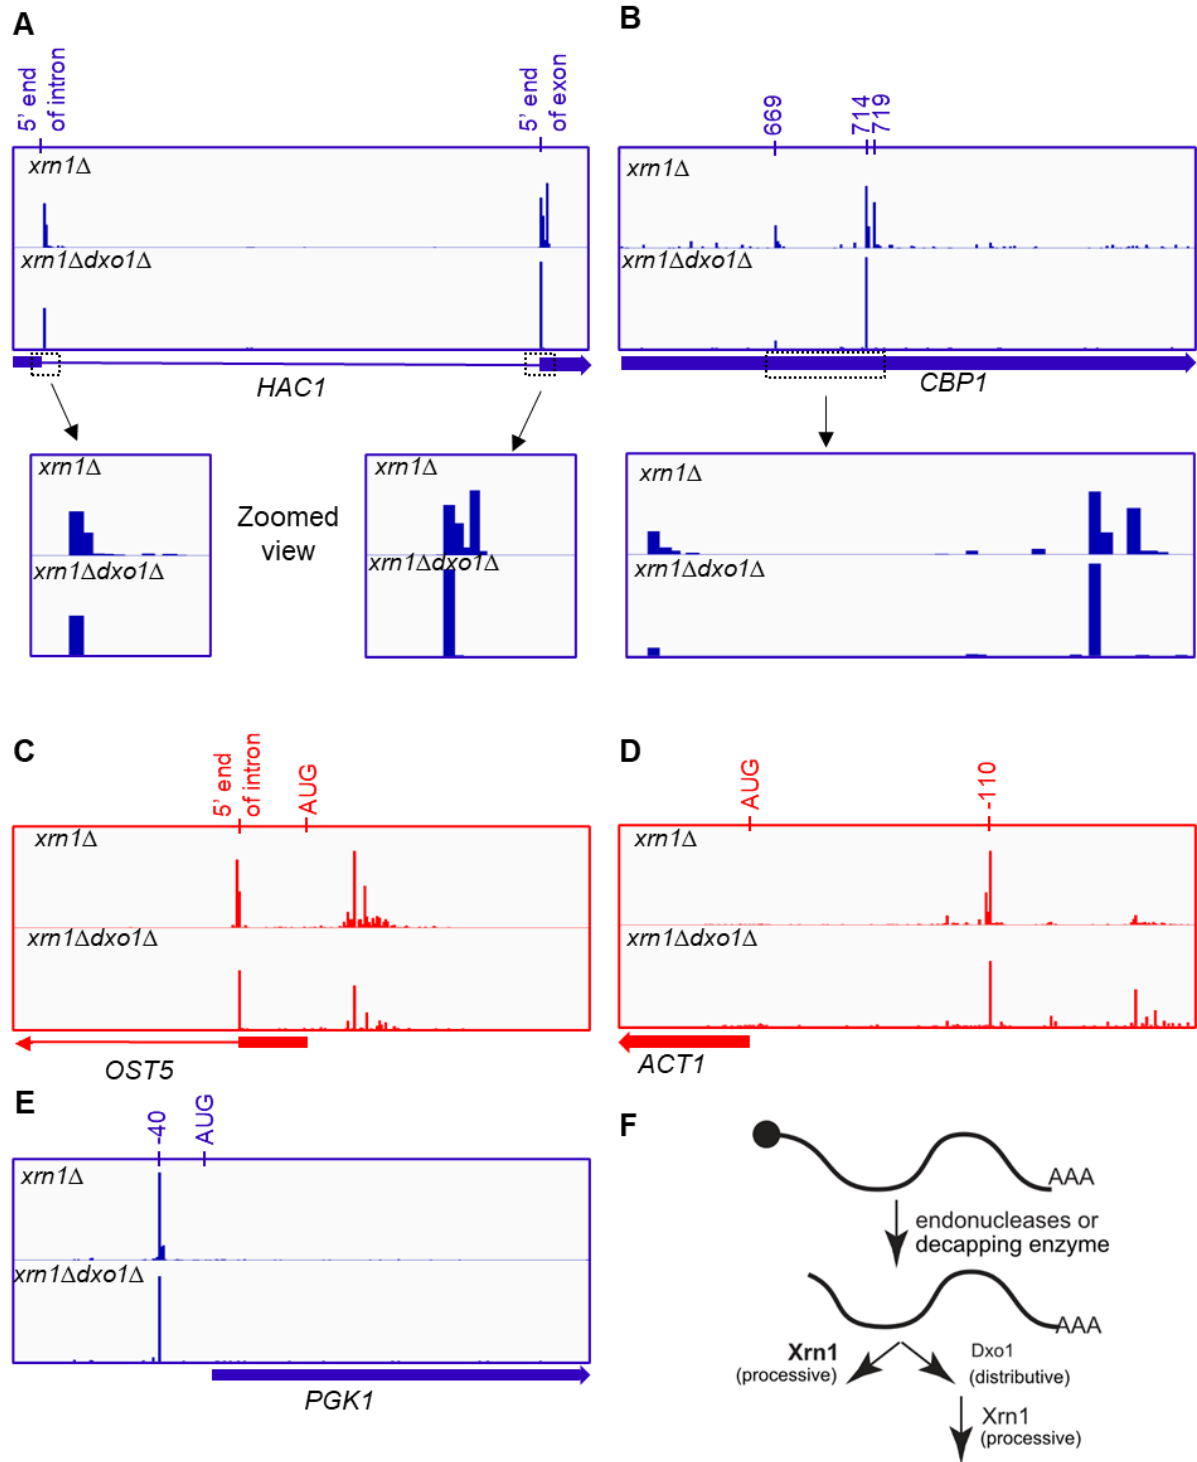 A
5’ end
of intron
5’ end
of exon
xrn1Δ
xrn1Δdxo1Δ
HAC1
xrn1Δ
xrn1Δdxo1Δ
Zoomed
view
xrn1Δ
xrn1Δdxo1Δ
B
669
714
719
xrn1Δ
xrn1Δdxo1Δ
CBP1
xrn1Δ
xrn1Δdxo1Δ
C
5’ end
of intron
AUG
xrn1Δ
xrn1Δdxo1Δ
OST5
D
AUG
-110
xrn1Δ
xrn1Δdxo1Δ
ACT1
E
-40
AUG
xrn1Δ
xrn1Δdxo1Δ
PGK1
F
AAA
endonucleases or
decapping enzyme
AAA
Xrn1
(processive)
Dxo1
(distributive)
Xrn1
(processive)